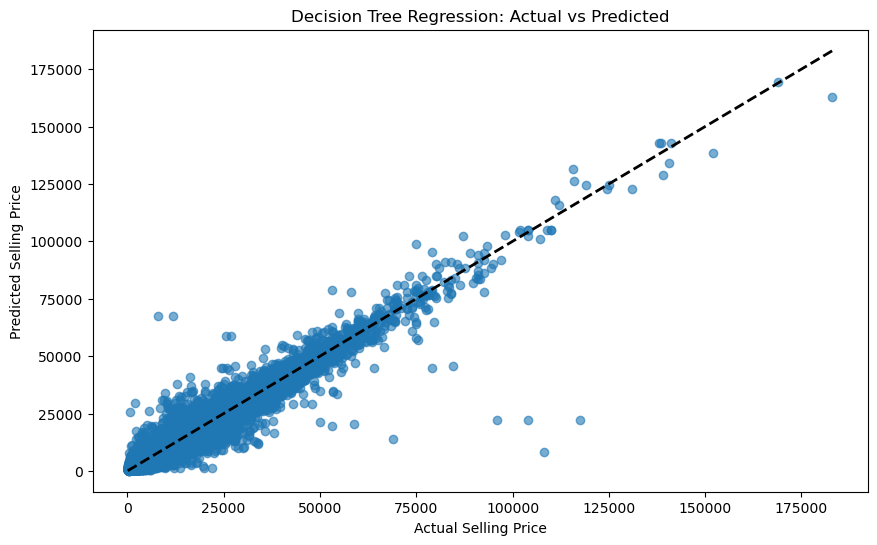 Decision Tree Regression: Actual vs Predicted
175000
150000
125000
100000
75000
50000
25000
0
Predicted Selling Price
0 25000 50000 75000 100000 125000 150000 175000
Actual Selling Price